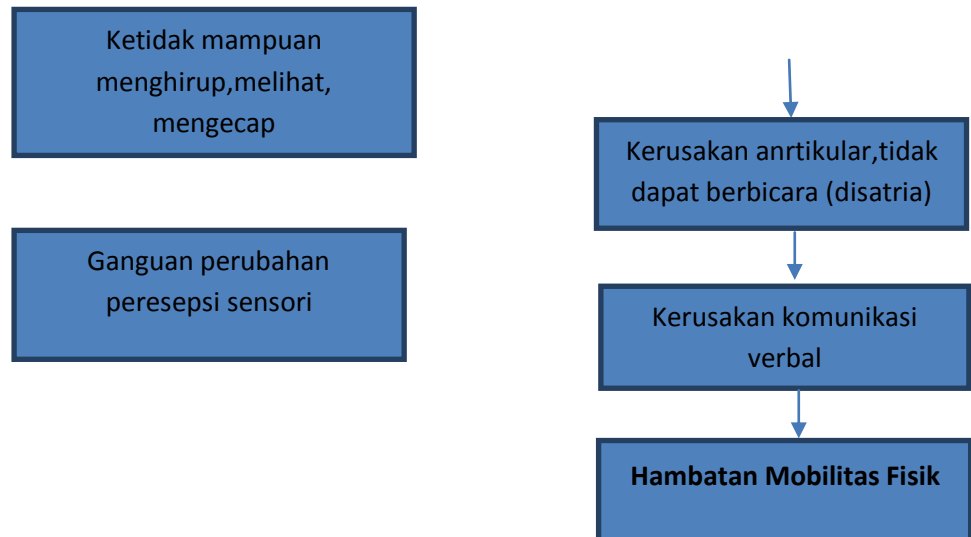 Ketidak mampuan
menghirup,melihat,
mengecap
Ganguan perubahan
peresepsi sensori
Kerusakan anrtikular,tidak
dapat berbicara (disatria)
Kerusakan komunikasi
verbal
Hambatan Mobilitas Fisik